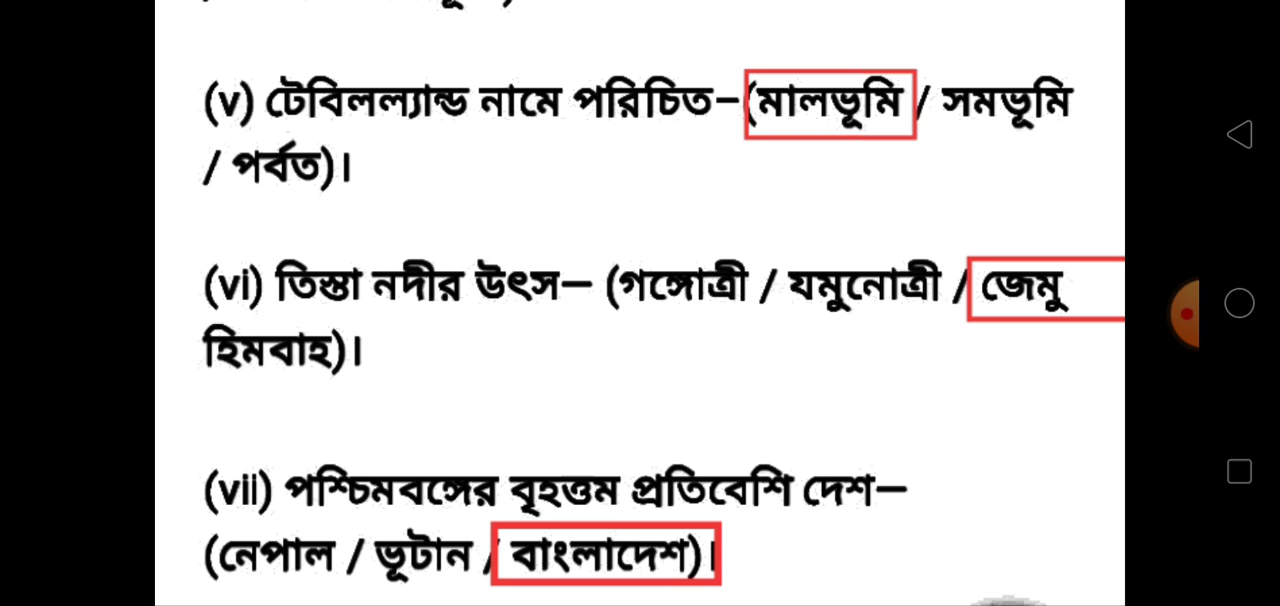 (v) টেবিলল্যান্ড নামে পরিচিত–(মালভূমি / সমভূমি
/ পর্বত)।
(vi) তিস্তা নদীর উৎস– (গঙ্গোত্রী / যমুনোত্রী / জেমু
হিমবাহ)।
(vii) পশ্চিমবঙ্গের বৃহত্তম প্রতিবেশি দেশ–
(নেপাল / ভূটান / বাংলাদেশ)।